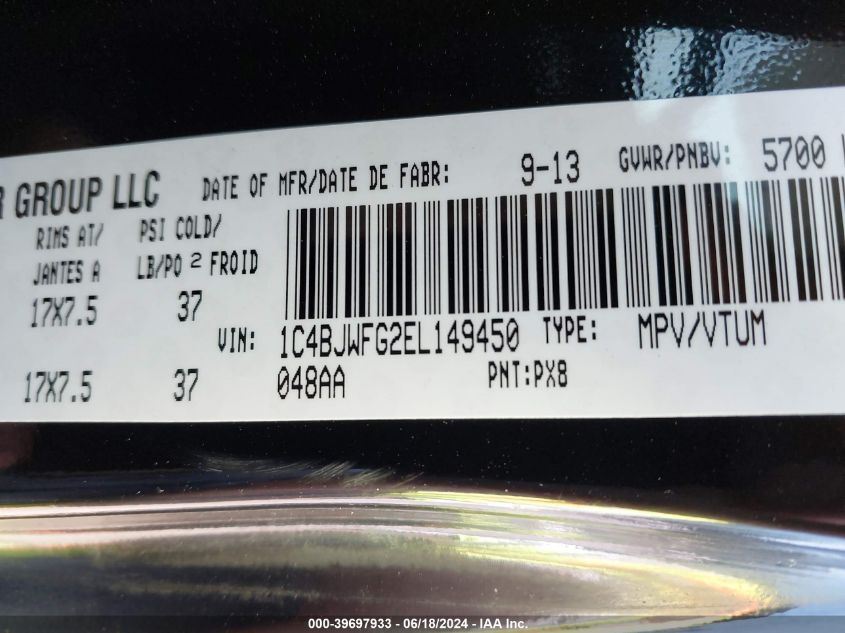 R GROUP LLC DATE OF MFR/DATE DE FABR: 9-13 GVWR/PNBV: 5700
RIMS AT/ PSI COLD/
JANTES A LB/PO 2 FROID
17X7.5 37
VIN: 1C4BJWFG2EL149450 TYPE: MPV/VTUM
17X7.5 37 048AA PNT:PX8
000-39697933 - 06/18/2024 - IAA Inc.